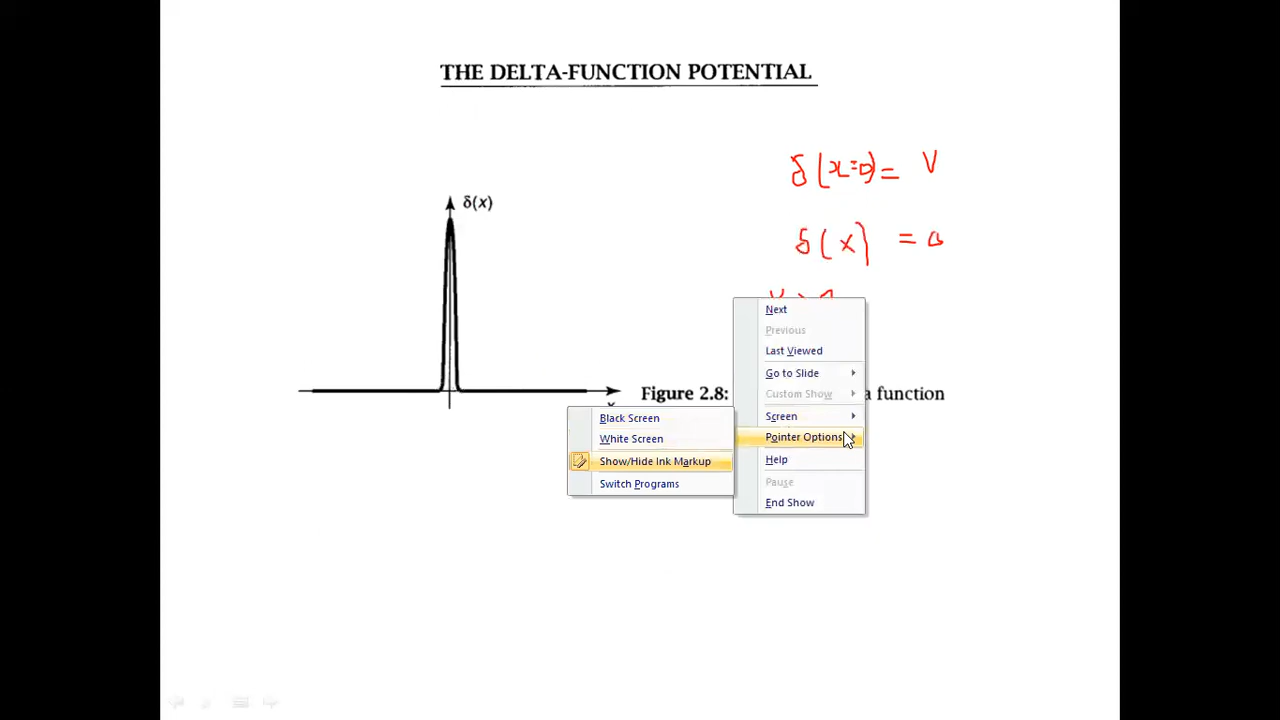 THE DELTA-FUNCTION POTENTIAL
δ(x=0) = V
δ(x)
δ(x) = 0
Next
Previous
Last Viewed
Go to Slide
Figure 2.8:
Custom Show
a function
Screen
Black Screen
Pointer Options
White Screen
Help
Show/Hide Ink Markup
Pause
Switch Programs
End Show